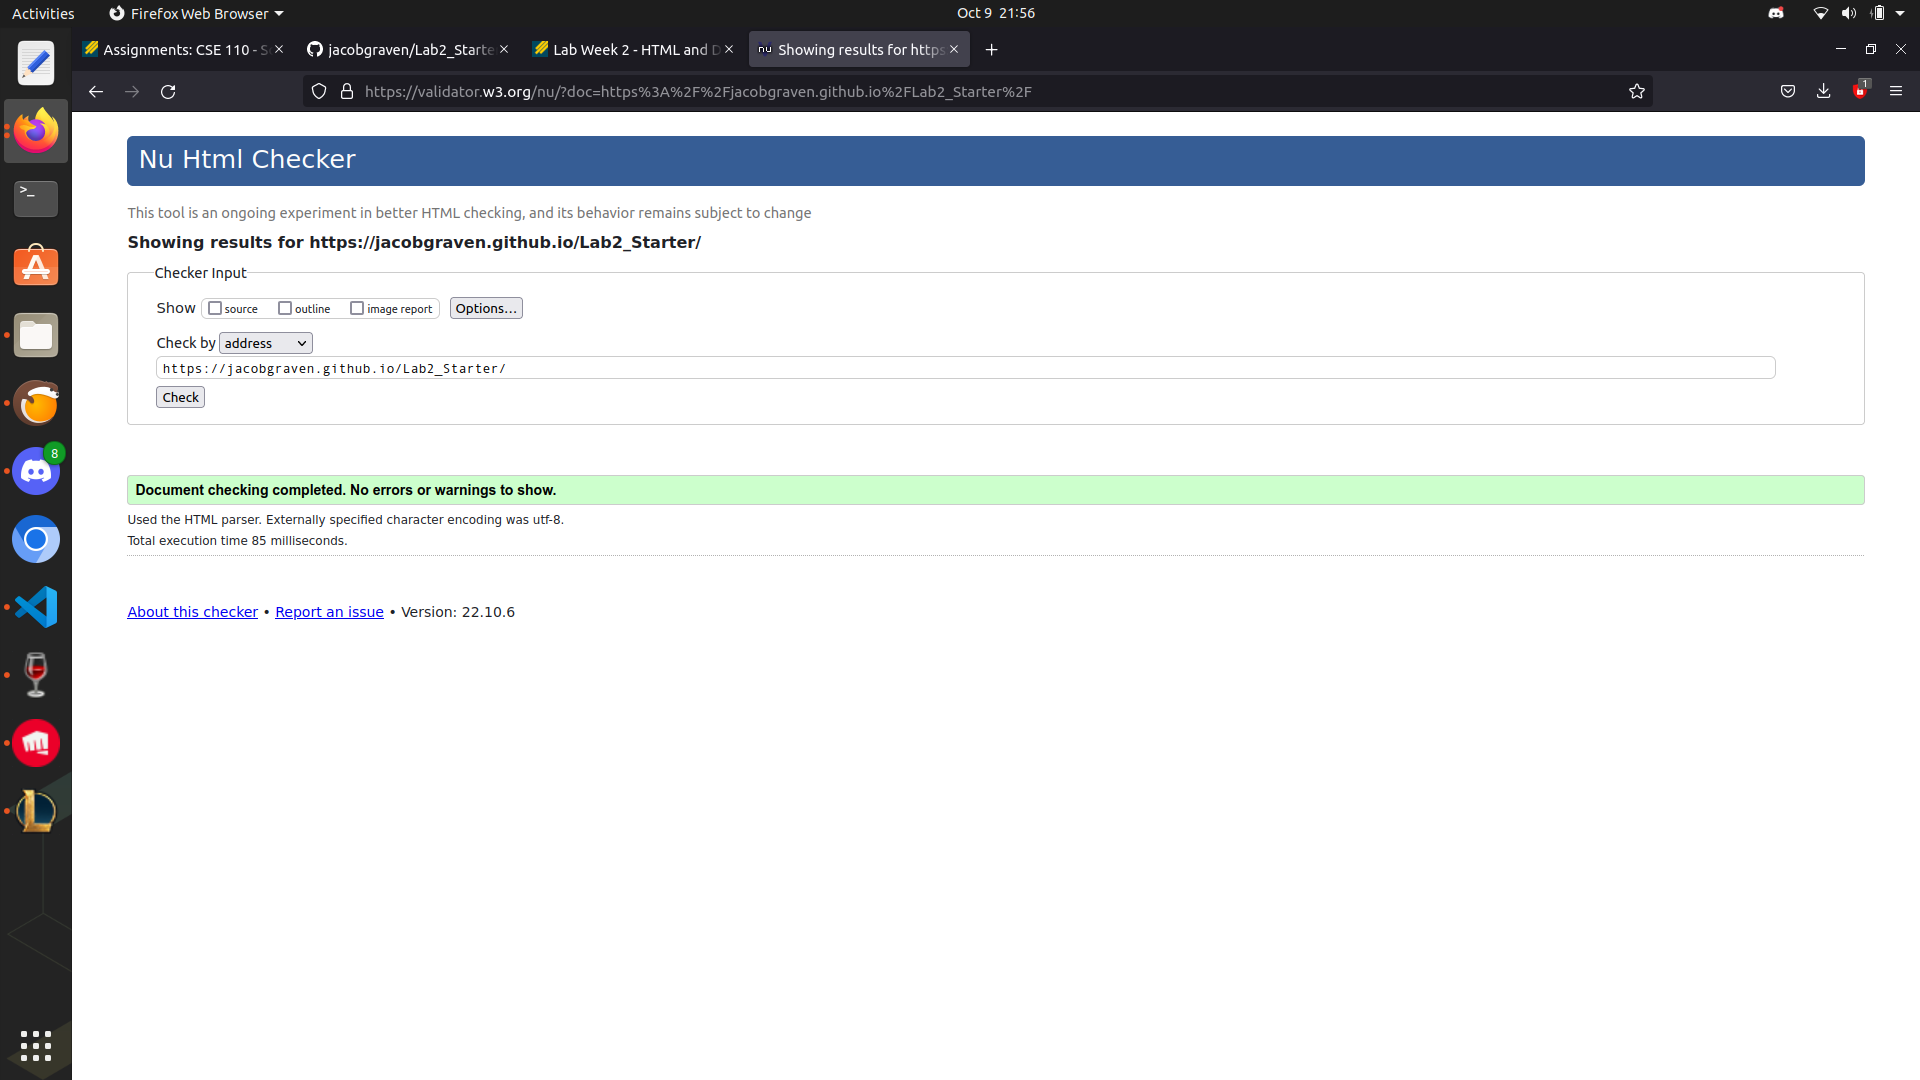 Activities
Firefox Web Browser
Oct 9 21:56
Assignments: CSE 110 - S
jacobgraven/Lab2_Starte
Lab Week 2 - HTML and D
nu Showing results for https
https://validator.w3.org/nu/?doc=https%3A%2F%2Fjacobgraven.github.io%2FLab2_Starter%2F
1
Nu Html Checker
This tool is an ongoing experiment in better HTML checking, and its behavior remains subject to change
Showing results for https://jacobgraven.github.io/Lab2_Starter/
Checker Input
Show source outline image report Options...
Check by address
https://jacobgraven.github.io/Lab2_Starter/
Check
8
Document checking completed. No errors or warnings to show.
Used the HTML parser. Externally specified character encoding was utf-8.
Total execution time 85 milliseconds.
About this checker • Report an issue • Version: 22.10.6